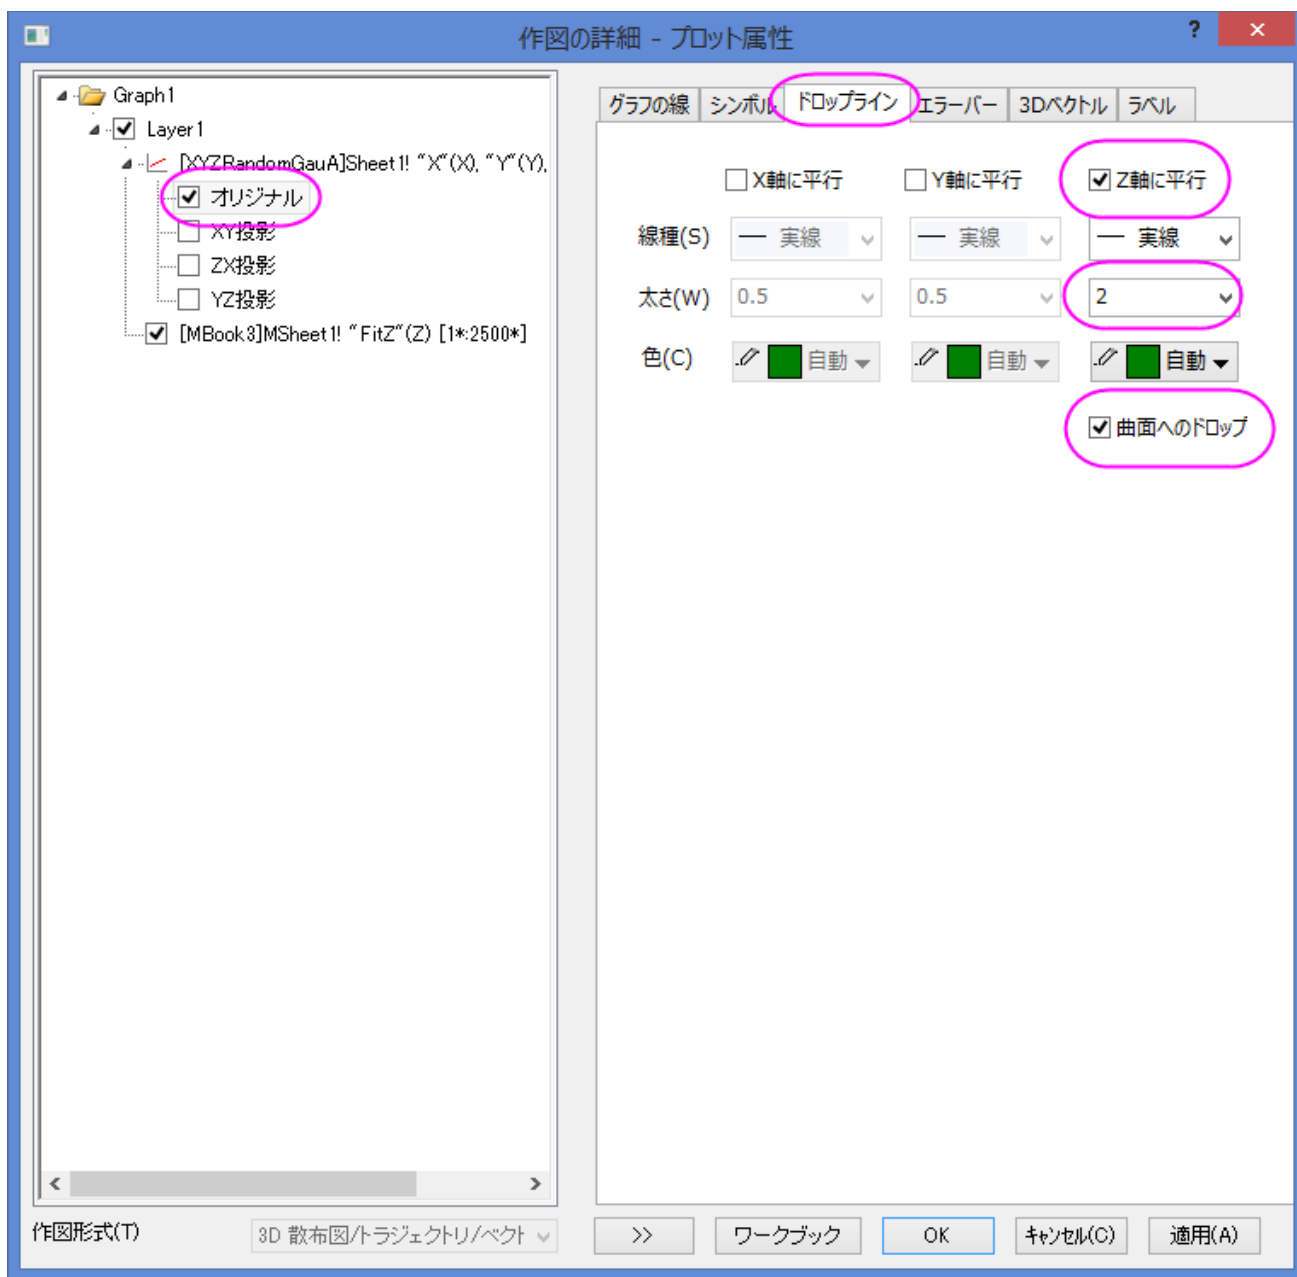 作図の詳細 - プロット属性 ? ×
Graph1
Layer1
[XYZRandomGauA]Sheet1! "X"(X), "Y"(Y),
オリジナル
XY投影
ZX投影
YZ投影
[MBook3]MSheet1! "FitZ"(Z) [1*:2500*]
グラフの線 シンボル ドロップライン エラーバー 3Dベクトル ラベル
X軸に平行 Y軸に平行 Z軸に平行
線種(S) 実線 実線 実線
太さ(W) 0.5 0.5 2
色(C) 自動 自動 自動
曲面へのドロップ
作図形式(T) 3D 散布図/トラジェクトリ/ベクト
>> ワークブック OK キャンセル(C) 適用(A)